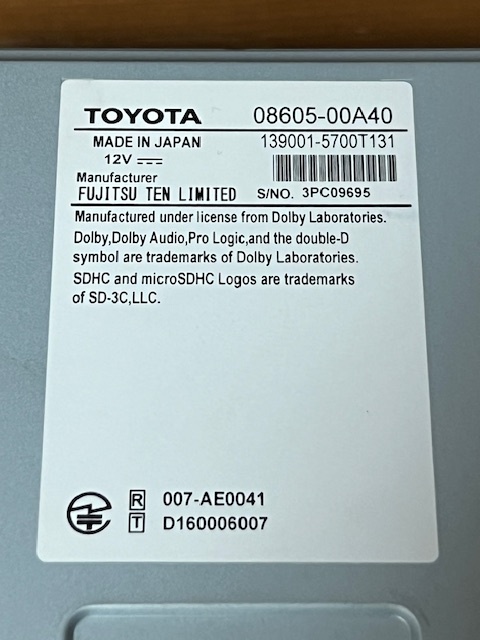 TOYOTA 08605-00A40
MADE IN JAPAN 139001-5700T131
12V
Manufacturer
FUJITSU TEN LIMITED S/NO. 3PC09695
Manufactured under license from Dolby Laboratories.
Dolby,Dolby Audio,Pro Logic,and the double-D
symbol are trademarks of Dolby Laboratories.
SDHC and microSDHC Logos are trademarks
of SD-3C,LLC.
R 007-AE0041
T D160006007